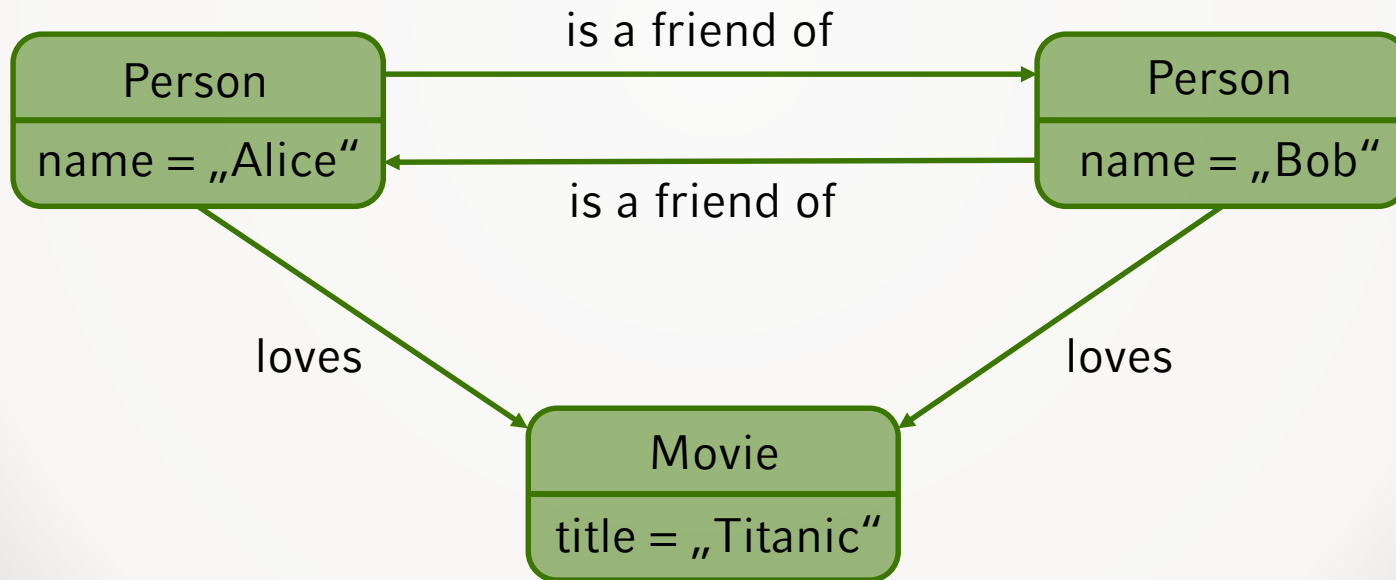 is a friend of
Person
Person
name = „Alice“
name = „Bob“
is a friend of
loves
loves
Movie
title = „Titanic“